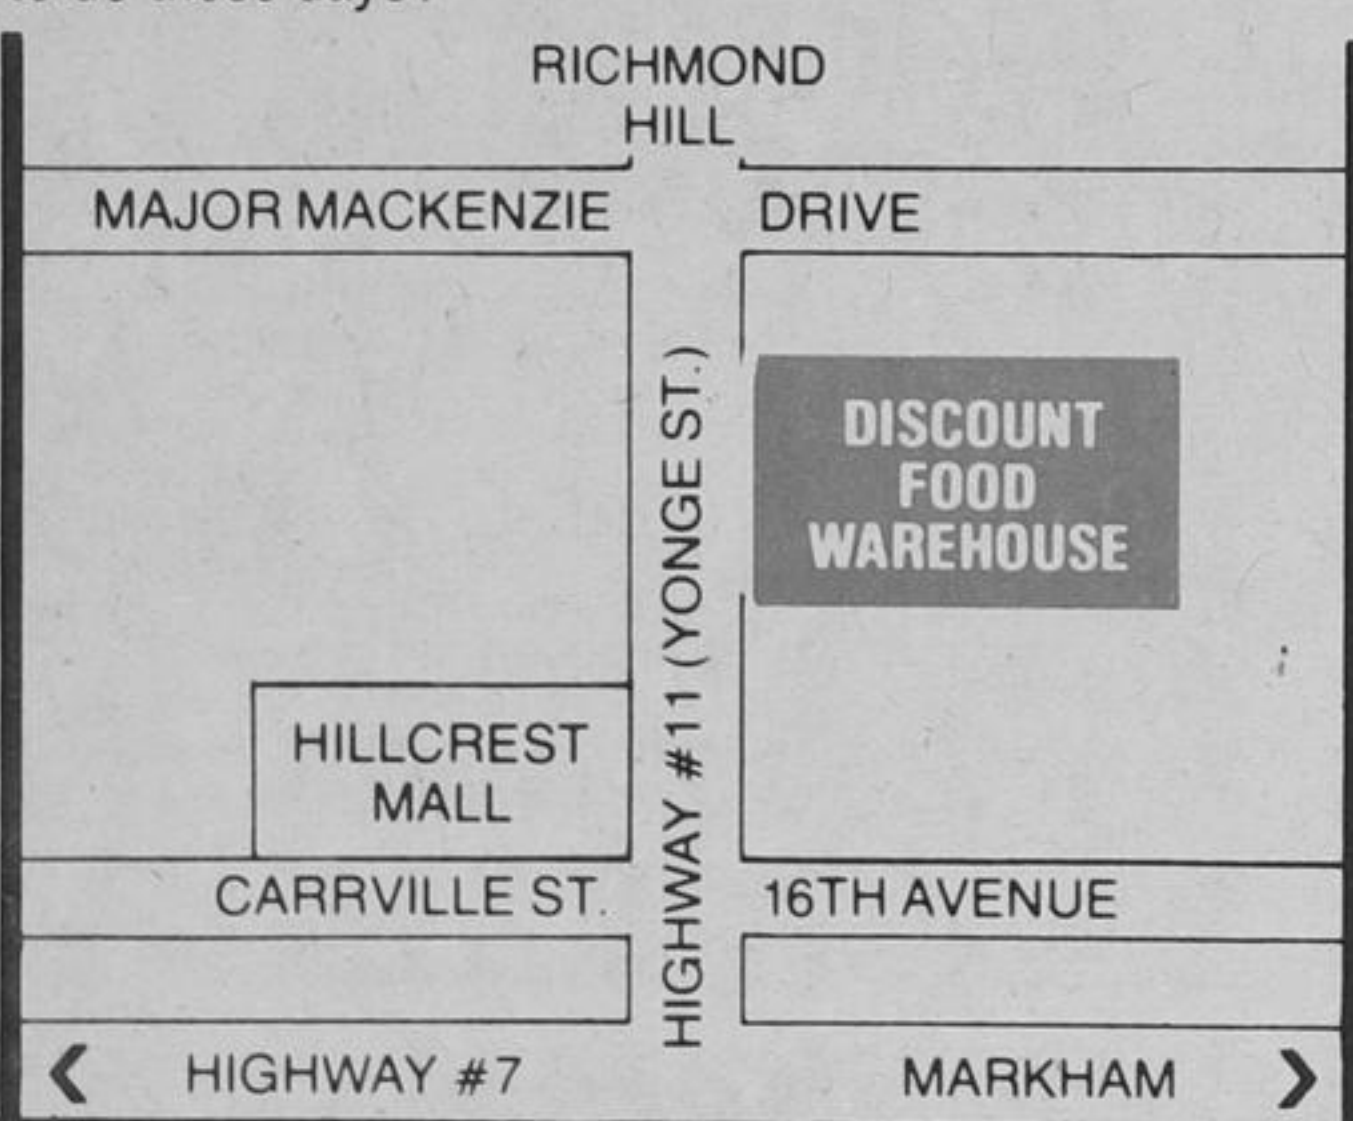 RICHMOND
HILL
MAJOR MACKENZIE DRIVE
DISCOUNT
FOOD
WAREHOUSE
HIGHWAY #11 (YONGE ST.)
HILLCREST
MALL
CARRVILLE ST. 16TH AVENUE
❮ HIGHWAY #7 MARKHAM ❯